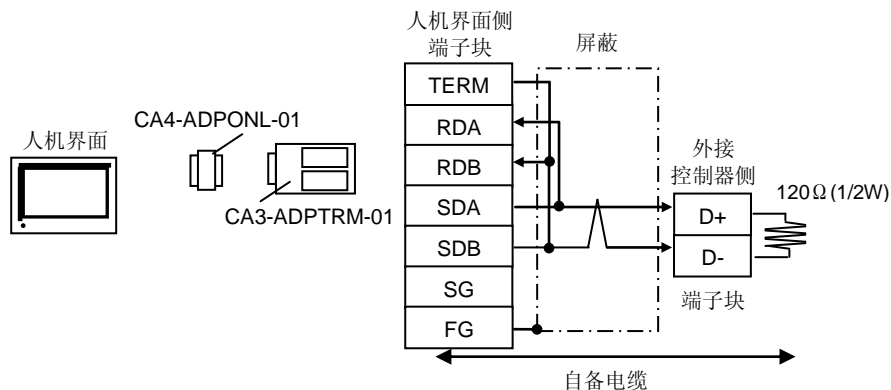 人机界面侧
端子块
屏蔽
TERM
RDA
RDB
SDA
SDB
SG
FG
CA4-ADPONL-01
人机界面
CA3-ADPTRM-01
外接
控制器侧
120Ω(1/2W)
D+
D-
端子块
自备电缆